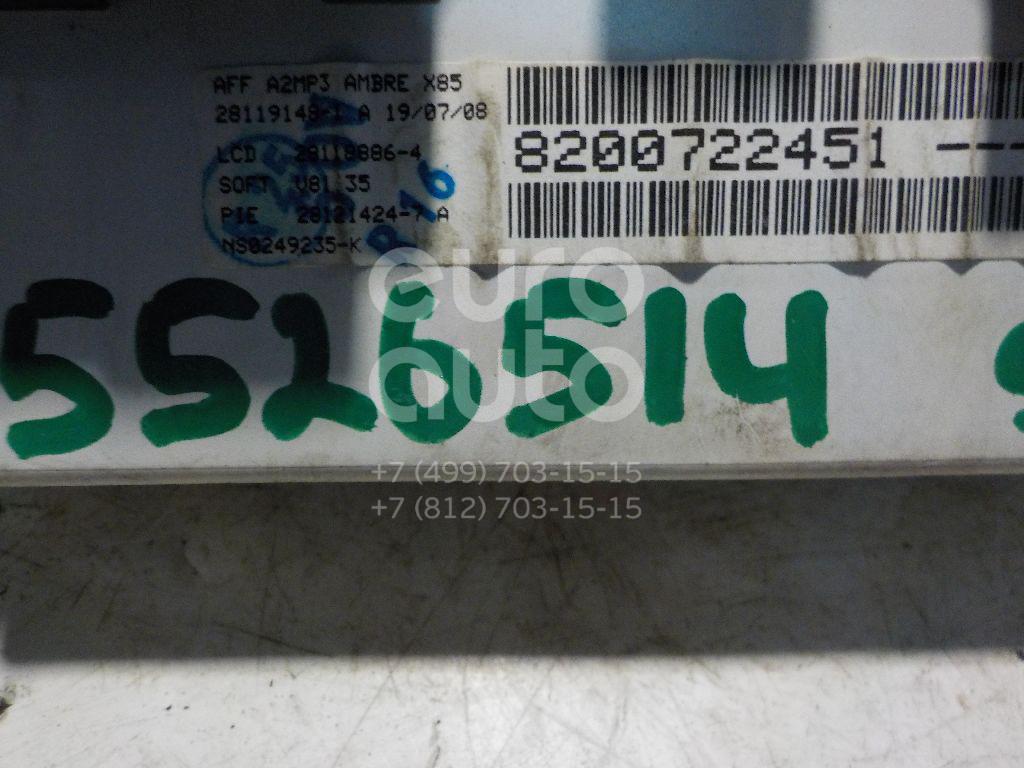 AFF A2MP3 AMBRE X85
28119148-1 A 19/07/08
LCD 28118886-4
SOFT V81.35
PIE 28121424-7 A
NS0249235-K
8200722451 ---
P16
5526514
euro
auto
+7 (499) 703-15-15
+7 (812) 703-15-15